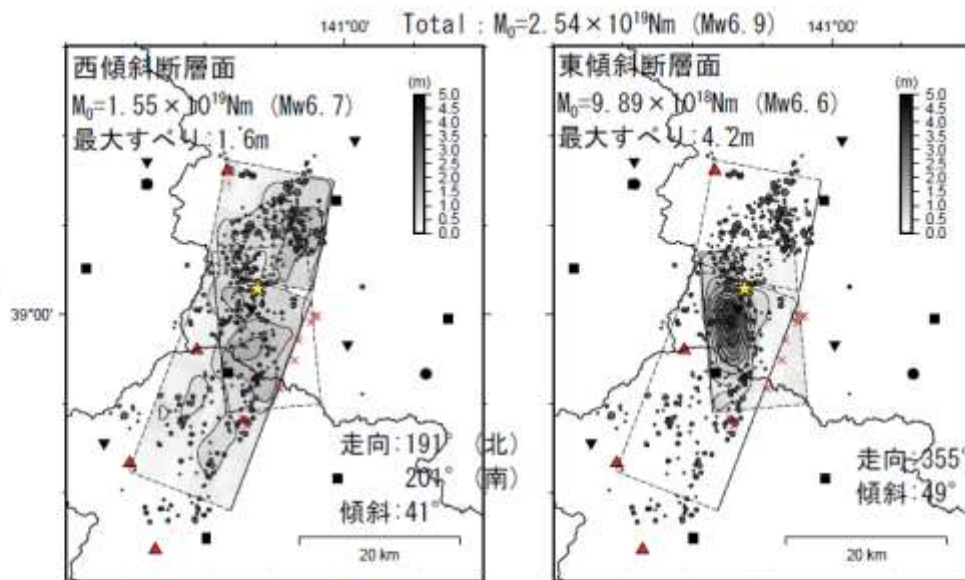 Total : M₀=2.54×10¹⁹Nm (Mw6.9)
141°00'
141°00'
西傾斜断層面
M₀=1.55×10¹⁹Nm (Mw6.7)
最大すべり:1.6m
(m)
5.0
4.5
4.0
3.5
3.0
2.5
2.0
1.5
1.0
0.5
0.0
39°00'
走向:191° (北)
201° (南)
傾斜:41°
20 km
東傾斜断層面
M₀=9.89×10¹⁸Nm (Mw6.6)
最大すべり:4.2m
(m)
5.0
4.5
4.0
3.5
3.0
2.5
2.0
1.5
1.0
0.5
0.0
走向:355°
傾斜:49°
20 km